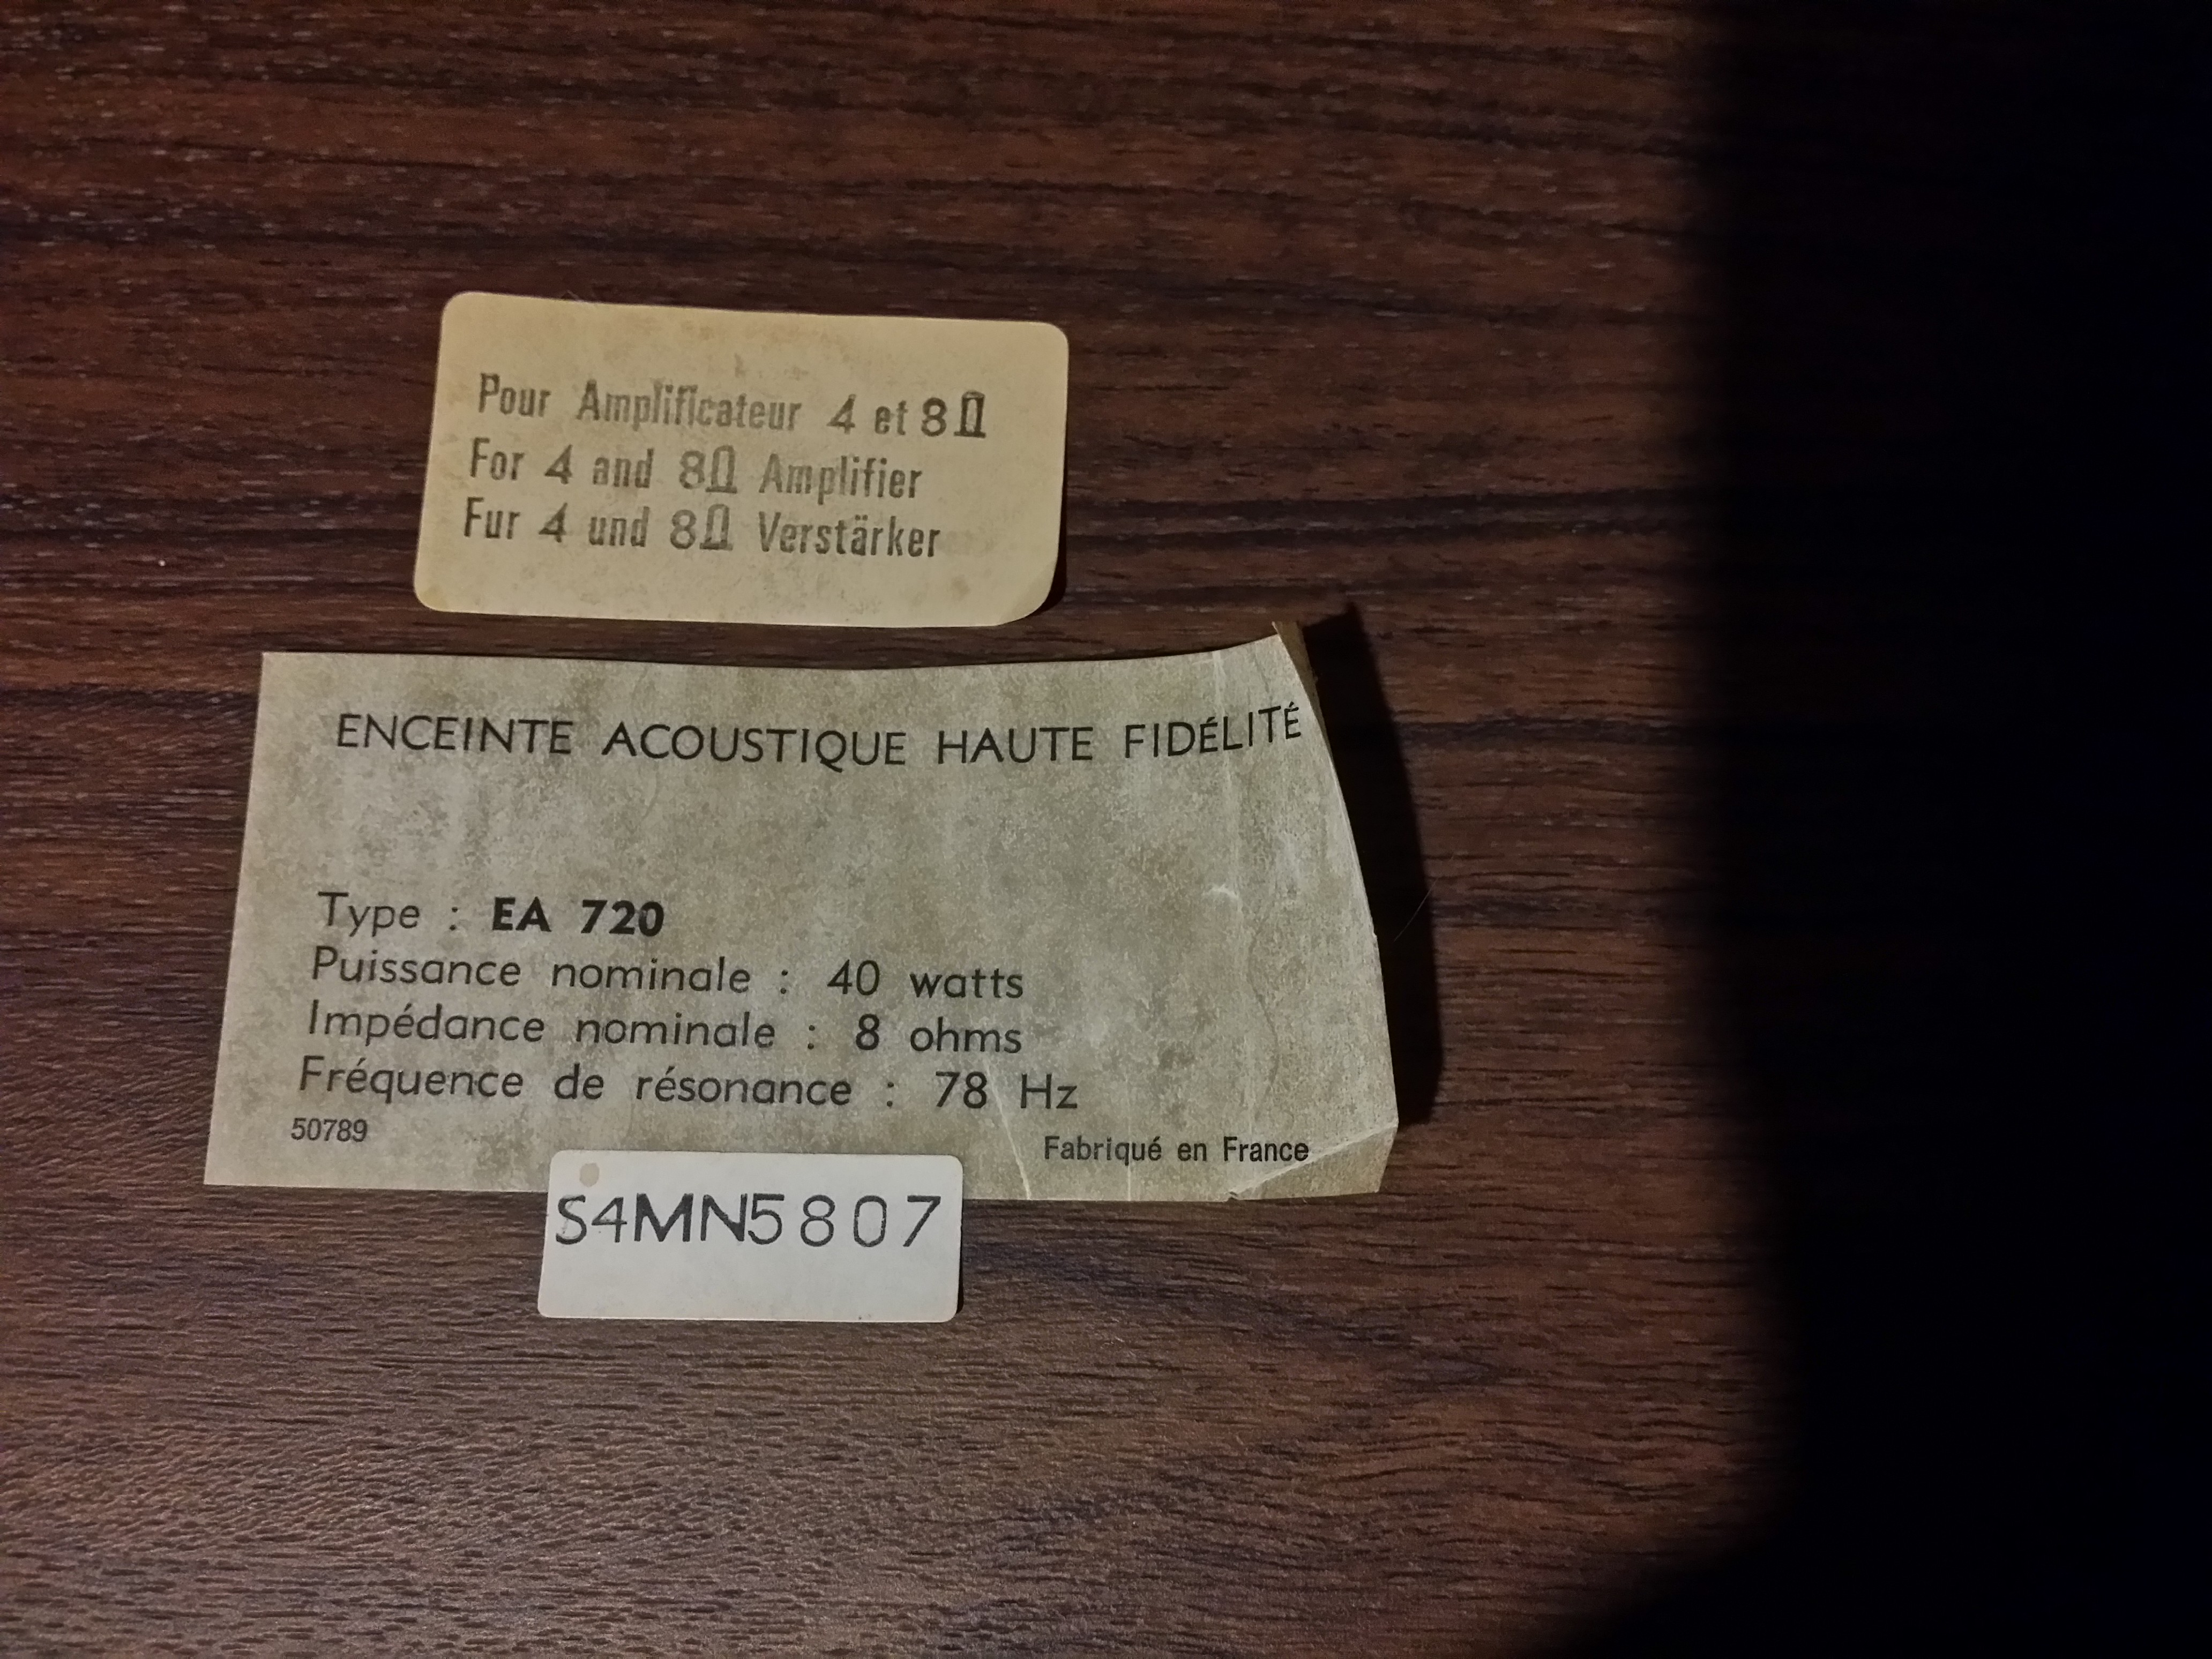 Pour Amplificateur 4 et 8Ω
For 4 and 8Ω Amplifier
Fur 4 und 8Ω Verstärker
ENCEINTE ACOUSTIQUE HAUTE FIDÉLITÉ
Type : EA 720
Puissance nominale : 40 watts
Impédance nominale : 8 ohms
Fréquence de résonance : 78 Hz
50789
Fabriqué en France
S4MN5807